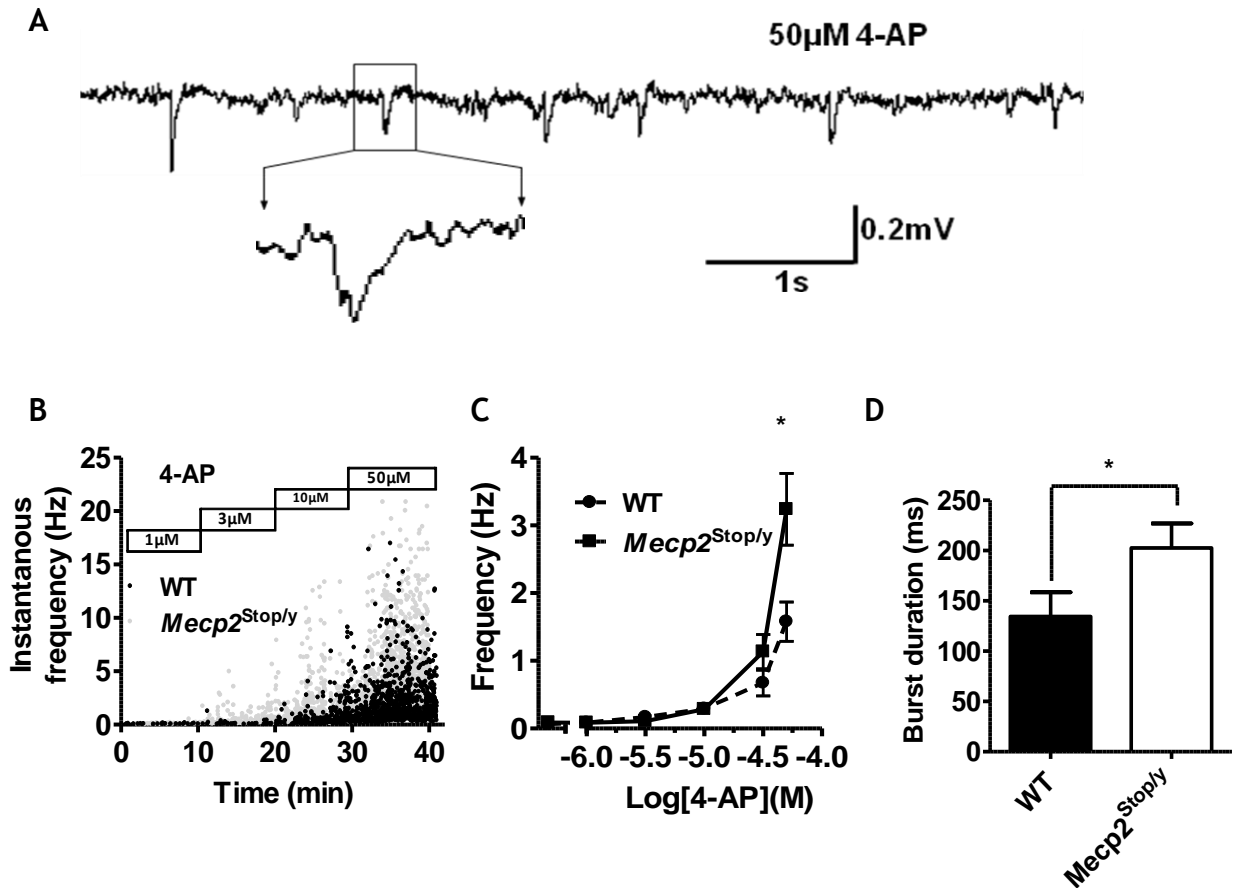 A
50µM 4-AP
0.2mV
1s
B
25
20
15
10
5
0
Instantanous
frequency (Hz)
4-AP
1µM
3µM
10µM
50µM
WT
Mecp2Stop/y
0 10 20 30 40
Time (min)
C
*
4
3
2
1
0
Frequency (Hz)
WT
Mecp2Stop/y
-6.0 -5.5 -5.0 -4.5 -4.0
Log[4-AP](M)
D
*
250
200
150
100
50
0
Burst duration (ms)
WT
Mecp2Stop/y